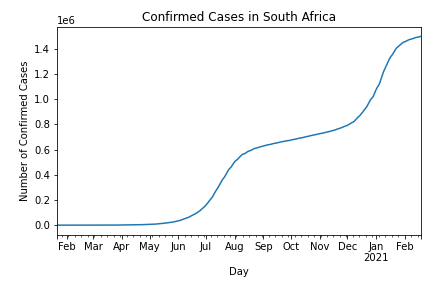 Confirmed Cases in South Africa
1e6
1.4
1.2
1.0
0.8
0.6
0.4
0.2
0.0
Number of Confirmed Cases
Feb Mar Apr May Jun Jul Aug Sep Oct Nov Dec Jan Feb
2021
Day